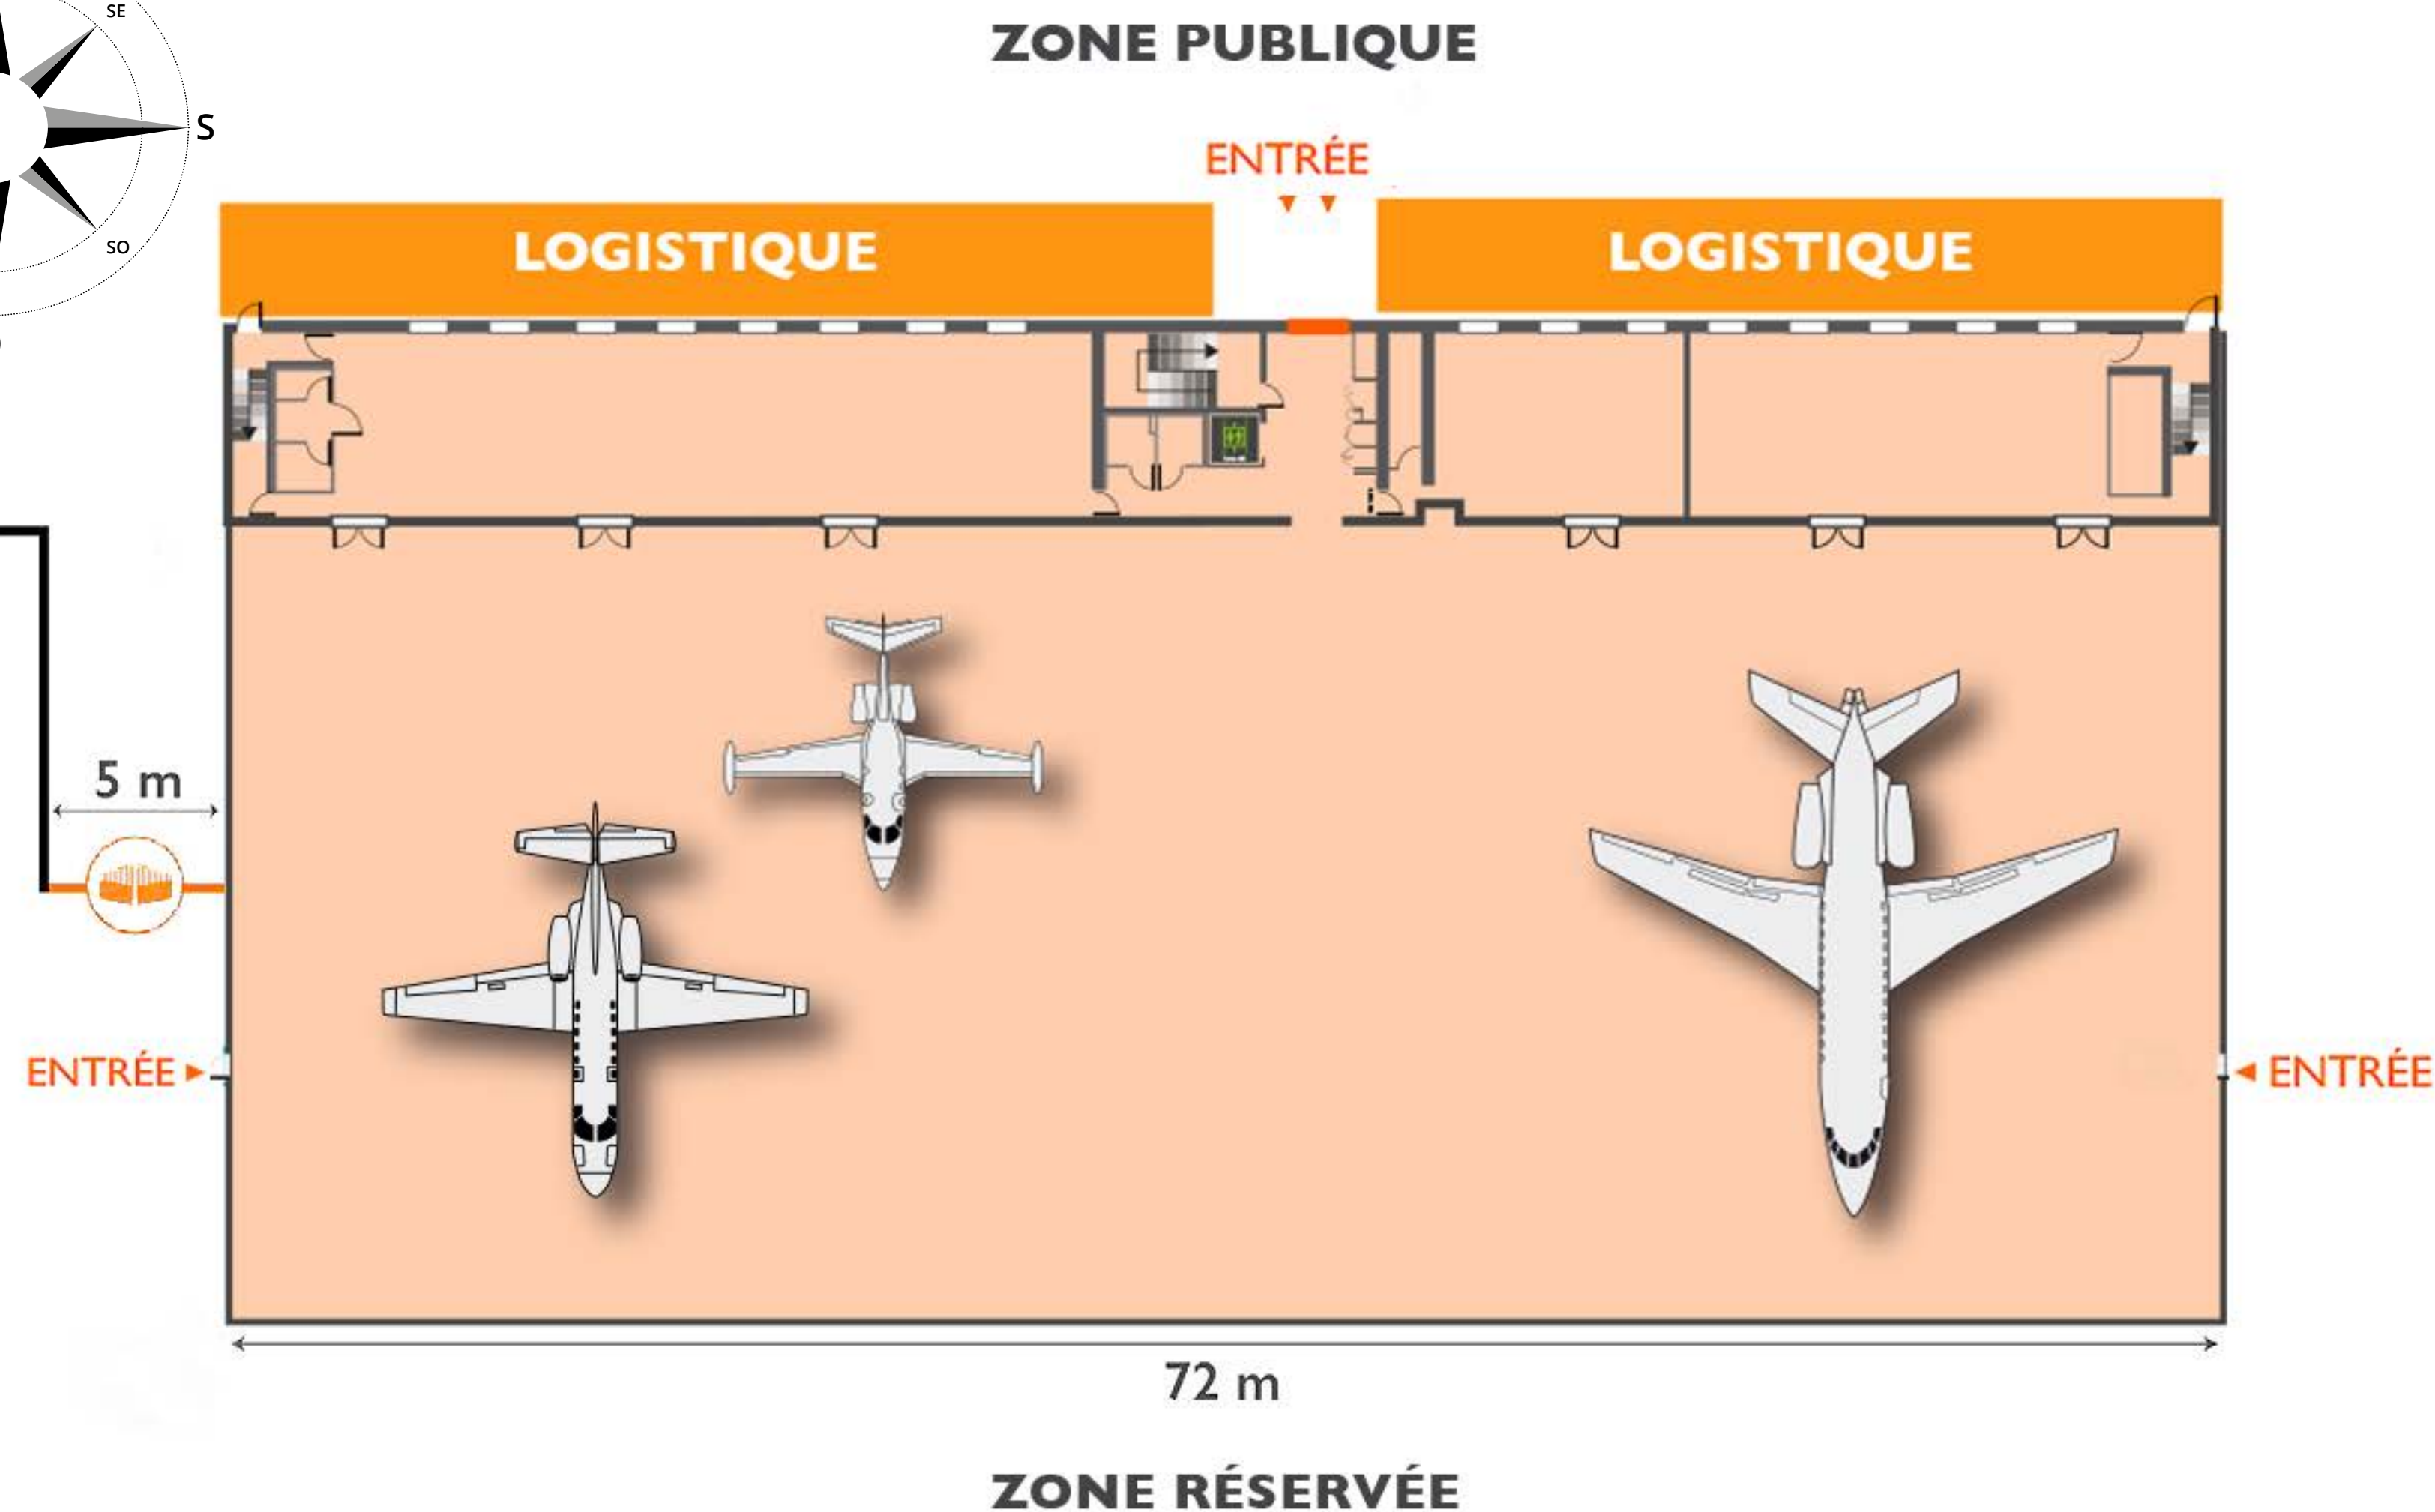 SE
ZONE PUBLIQUE
S
ENTRÉE
SO
LOGISTIQUE
LOGISTIQUE
5 m
ENTRÉE
ENTRÉE
72 m
ZONE RÉSERVÉE